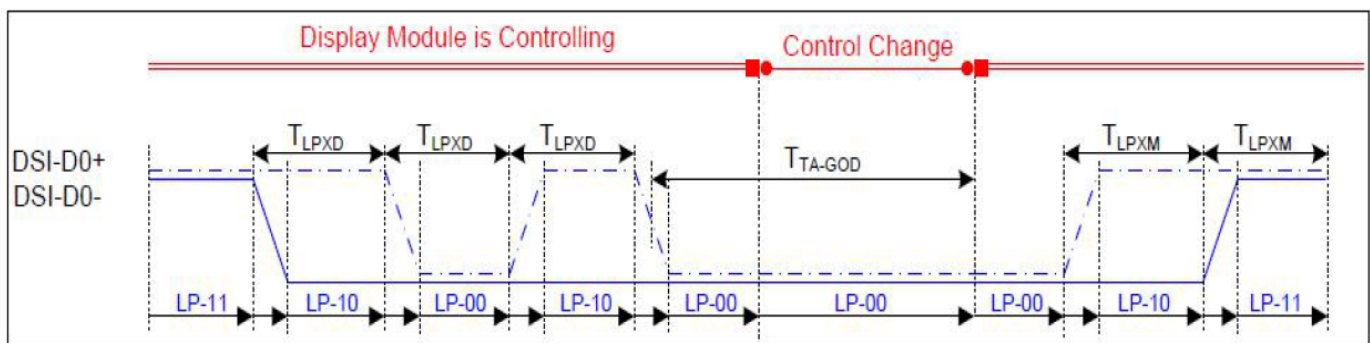 Display Module is Controlling Control Change
TLPXD TLPXD TLPXD TLPXM TLPXM
DSI-D0+
TTA-GOD
DSI-D0-
LP-11 LP-10 LP-00 LP-10 LP-00 LP-00 LP-00 LP-10 LP-11